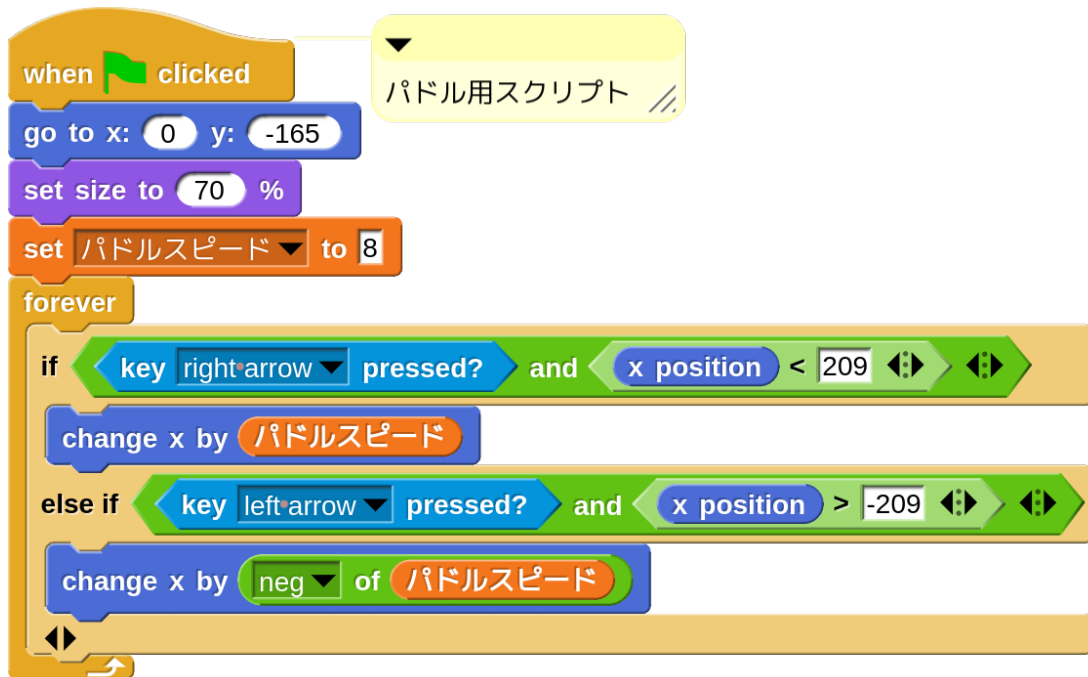 when clicked
パドル用スクリプト
go to x: 0 y: -165
set size to 70 %
set パドルスピード to 8
forever
if key right arrow pressed? and x position < 209
change x by パドルスピード
else if key left arrow pressed? and x position > -209
change x by neg of パドルスピード